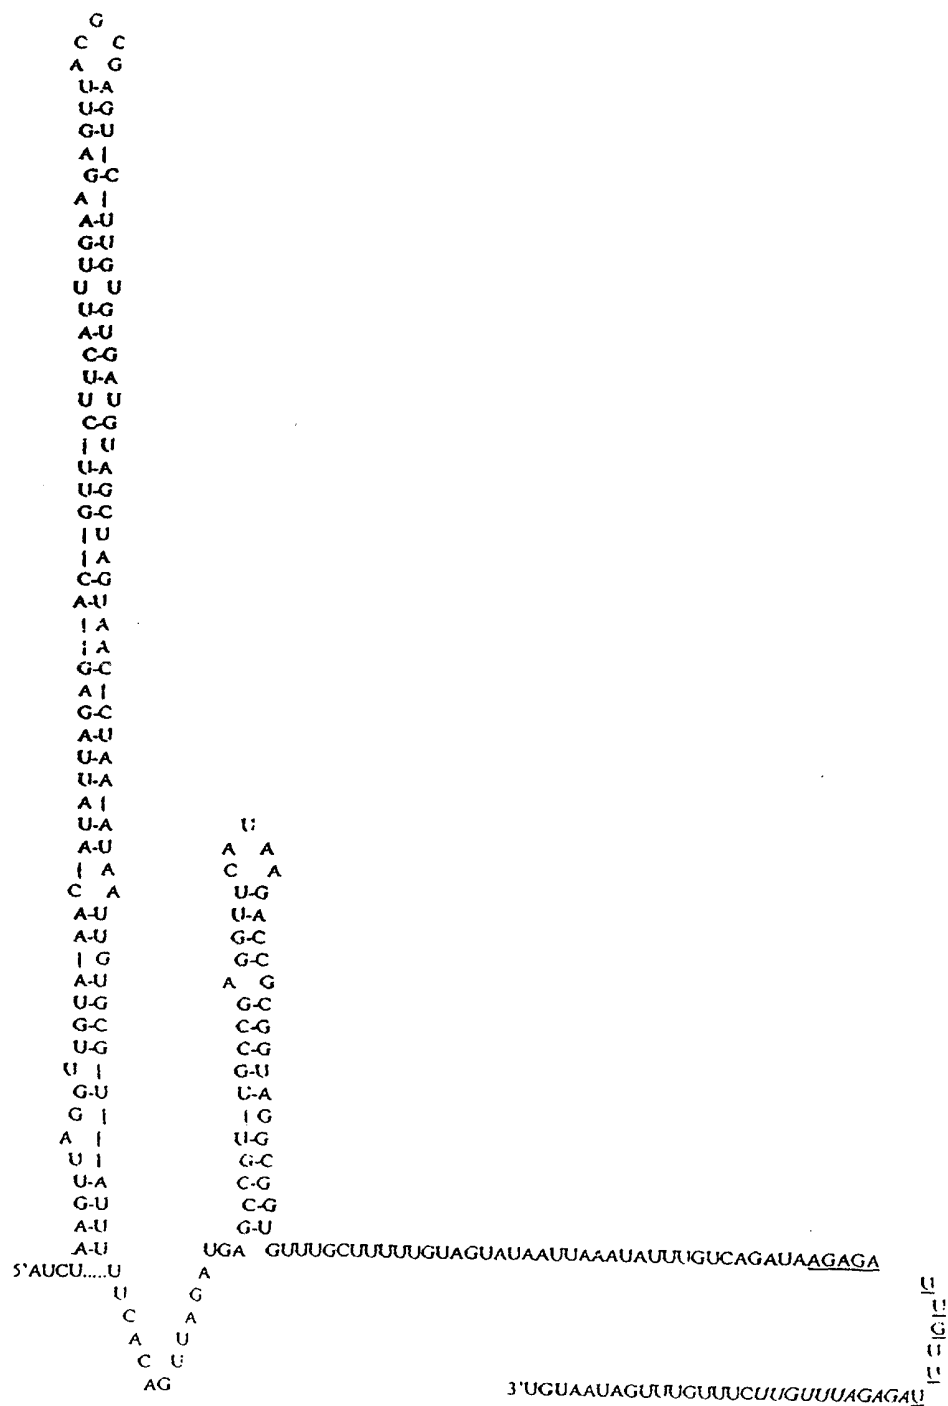 G
C C
A G
U-A
U-G
G-U
A |
G-C
A |
A-U
G-U
U-G
U U
U-G
A-U
C-G
U-A
U U
C-G
| U
U-A
U-G
G-C
| U
| A
C-G
A-U
| A
| A
G-C
A |
G-C
A-U
U-A
U-A
A |
U-A
A-U
| A
C A
A-U
A-U
| G
A-U
U-G
G-C
U-G
U |
G-U
G |
A |
U |
U-A
G-U
A-U
A-U
5'AUCU.....U
U
C
A
C
AG
U
U
A
G
A
UGA
U
A A
C A
U-G
U-A
G-C
G-C
A G
G-C
C-G
C-G
G-U
U-A
| G
U-G
G-C
C-G
C-G
G-U
GUUUGCUUUUUGUAGUAUAAUUAAAUAUUUGUCAGAUAAGAGA
U
U
G
U
U
3'UGUAAUAGUUUGUUUCUUGUUUAGAGAU